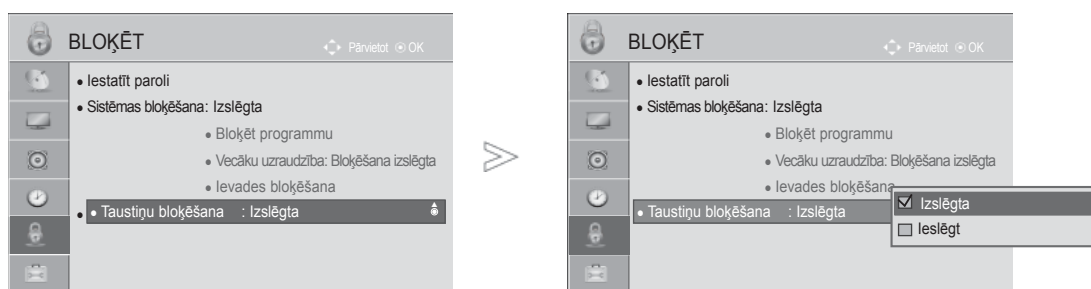 BLOĶĒT
Pārvietot OK
• Iestatīt paroli
• Sistēmas bloķēšana: Izslēgta
• Bloķēt programmu
• Vecāku uzraudzība: Bloķēšana izslēgta
• Ievades bloķēšana
• • Taustiņu bloķēšana : Izslēgta
BLOĶĒT
Pārvietot OK
• Iestatīt paroli
• Sistēmas bloķēšana: Izslēgta
• Bloķēt programmu
• Vecāku uzraudzība: Bloķēšana izslēgta
• Ievades bloķēšana
• Taustiņu bloķēšana : Izslēgta
Izslēgta
Ieslēgt